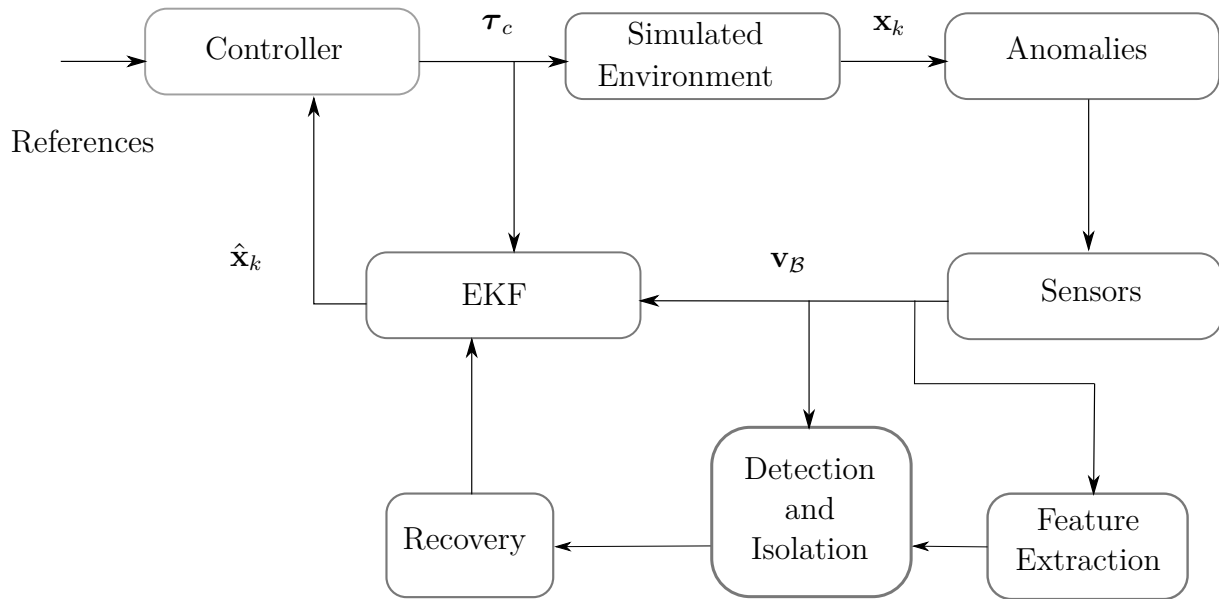 Controller
τ_c
Simulated
Environment
x_k
Anomalies
References
x̂_k
EKF
v_ℬ
Sensors
Recovery
Detection
and
Isolation
Feature
Extraction